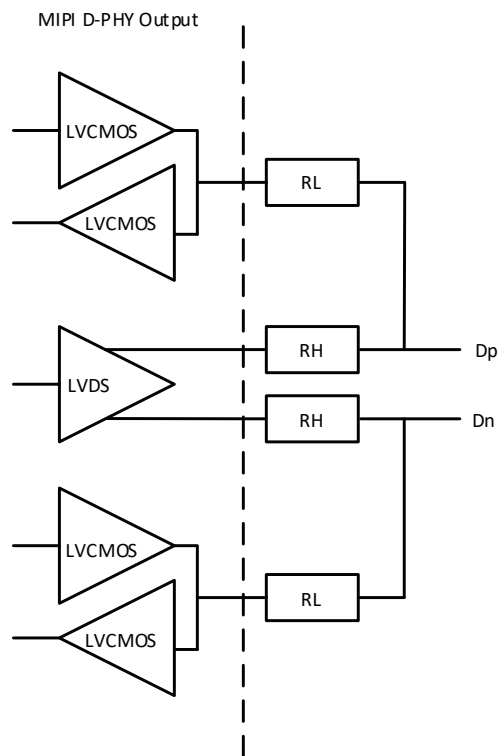 MIPI D-PHY Output
LVCMOS
RL
LVCMOS
RH
Dp
LVDS
RH
Dn
LVCMOS
RL
LVCMOS